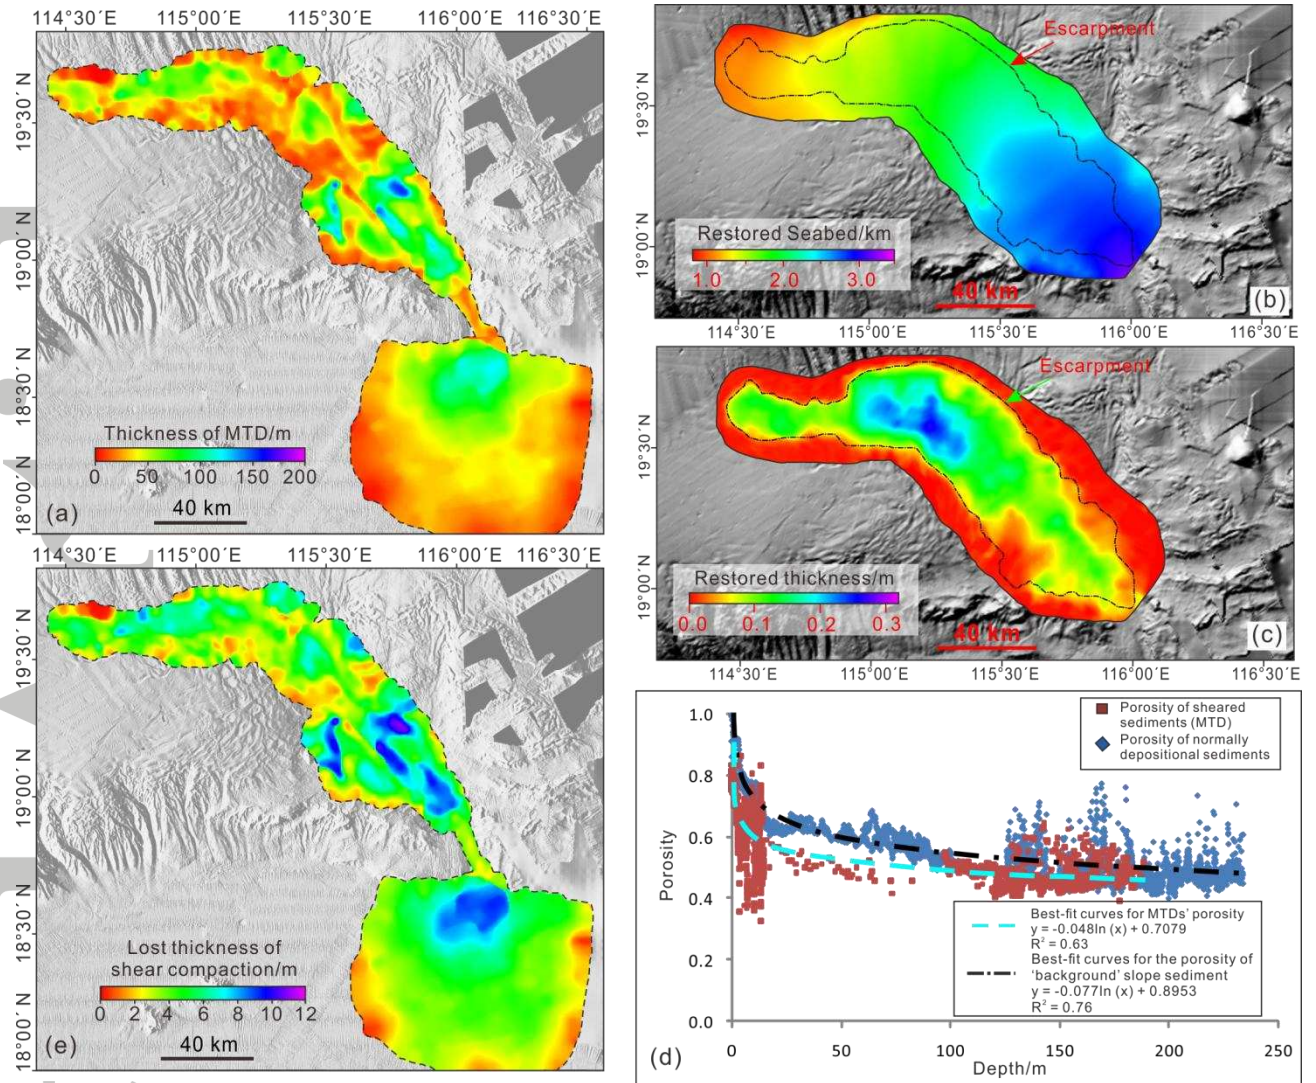 114°30´E 115°00´E 115°30´E 116°00´E 116°30´E
19°30´ N
19°00´ N
18°30´N
18°00´ N
Thickness of MTD/m
0 50 100 150 200
40 km
(a)
Escarpment
19°30´N
19°00´ N
Restored Seabed/km
1.0 2.0 3.0
40 km
(b)
114°30´E 115°00´E 115°30´E 116°00´E 116°30´E
Escarpment
19°30´N
19°00´N
Restored thickness/m
0.0 0.1 0.2 0.3
40 km
(c)
114°30´E 115°00´E 115°30´E 116°00´E 116°30´E
114°30´E 115°00´E 115°30´E 116°00´E 116°30´E
19°30´ N
19°00´ N
18°30´N
18°00´ N
Lost thickness of
shear compaction/m
0 2 4 6 8 10 12
40 km
(e)
Porosity of sheared
sediments (MTD)
Porosity of normally
depositional sediments
Porosity
1.0
0.8
0.6
0.4
0.2
0.0
Best-fit curves for MTDs' porosity
y = -0.048ln (x) + 0.7079
R² = 0.63
Best-fit curves for the porosity of
'background' slope sediment
y = -0.077ln (x) + 0.8953
R² = 0.76
0 50 100 150 200 250
Depth/m
(d)